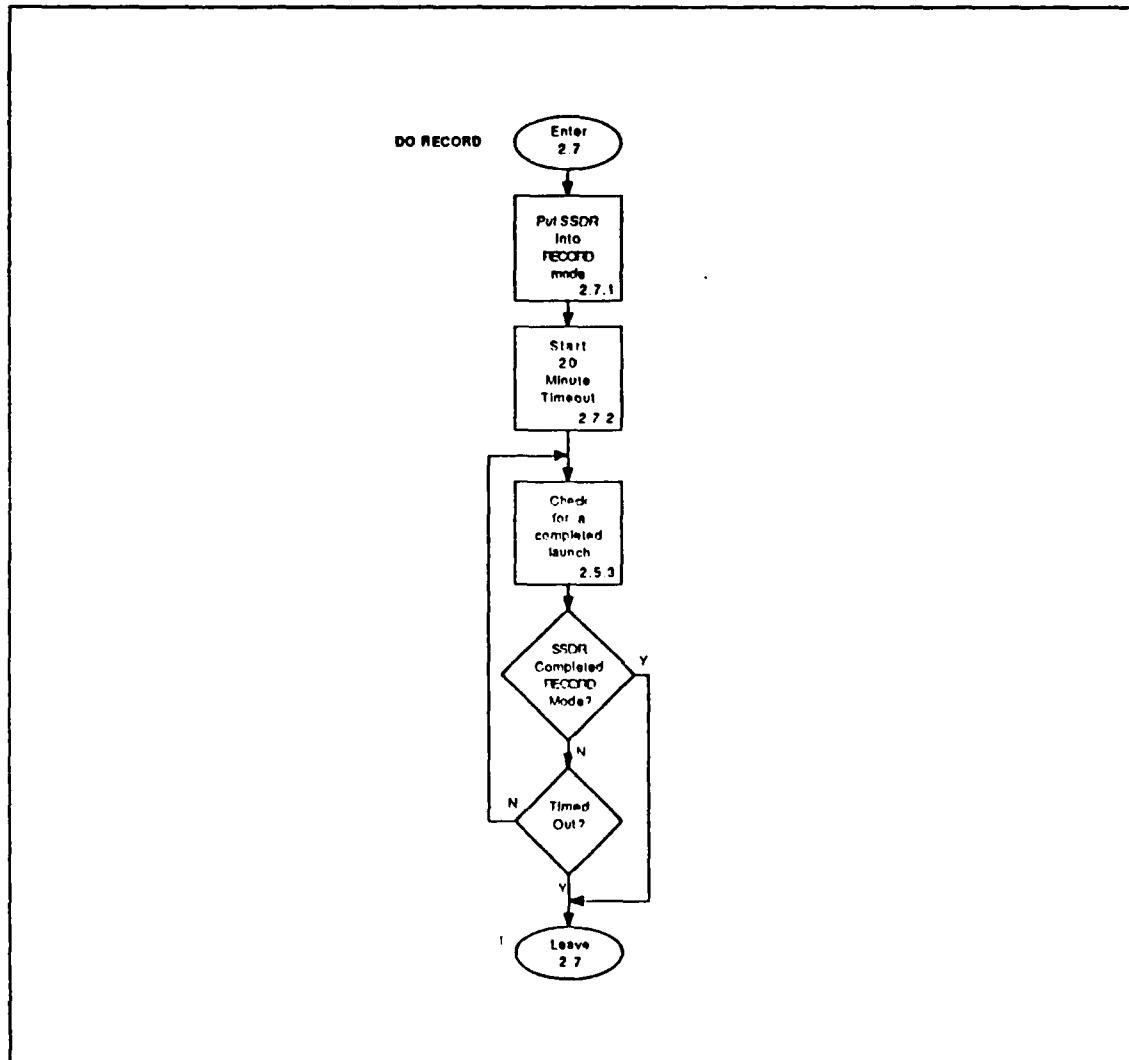 DO RECORD
Enter
2.7
Put SSDR
Into
RECORD
mode
2.7.1
Start
20
Minute
Timeout
2.7.2
Check
for a
completed
launch
2.5.3
SSDR
Completed
RECORD
Mode?
Y
N
Timed
Out?
N
Y
Leave
2.7